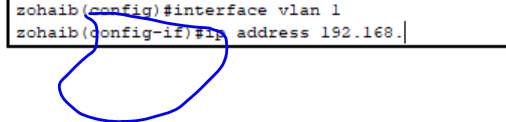 zohaib(config)#interface vlan 1
zohaib(config-if)#ip address 192.168.